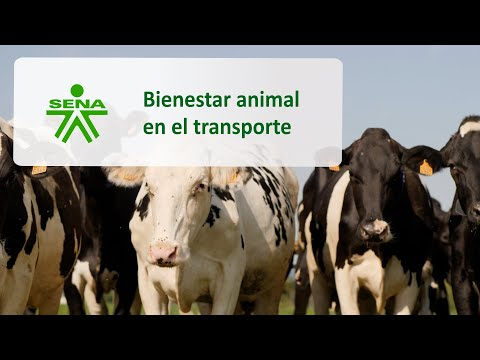 SENA
Bienestar animal
en el transporte